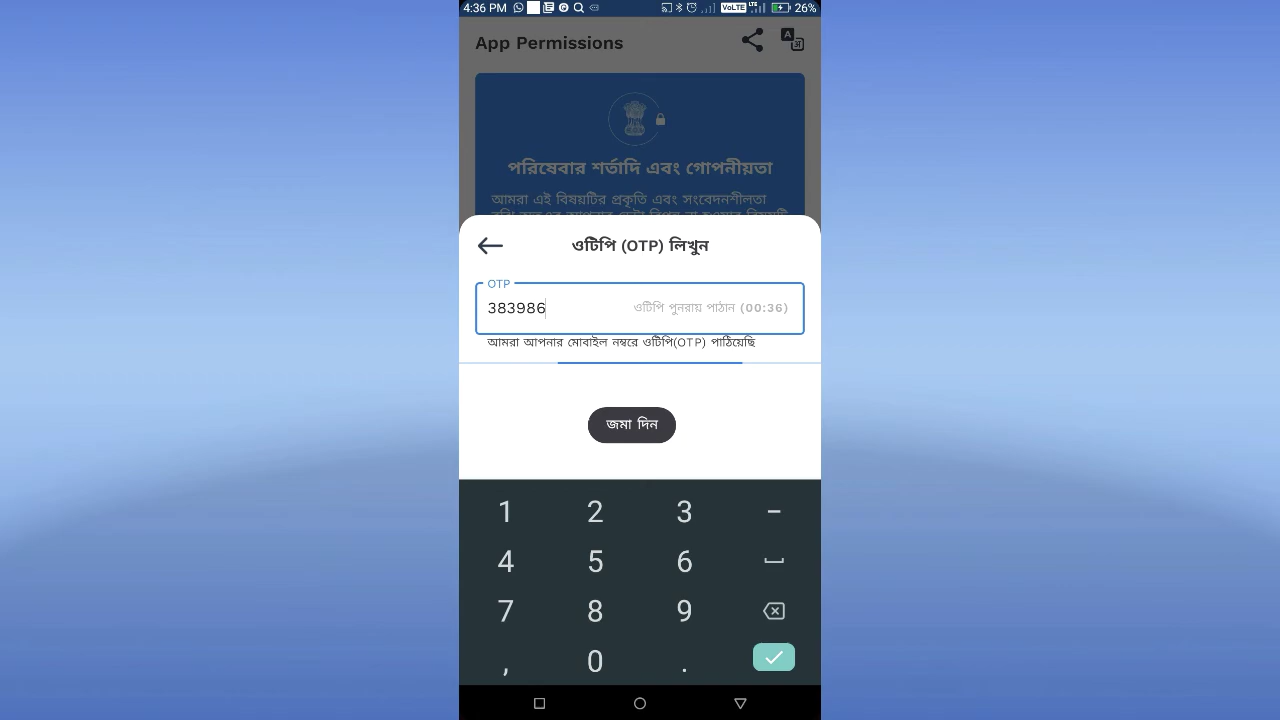 4:36 PM VoLTE LTE 26%
App Permissions
পরিষেবার শর্তাদি এবং গোপনীয়তা
আমরা এই বিষয়টির প্রকৃতি এবং সংবেদনশীলতা
ওটিপি (OTP) লিখুন
OTP
383986 ওটিপি পুনরায় পাঠান (00:36)
আমরা আপনার মোবাইল নম্বরে ওটিপি(OTP) পাঠিয়েছি
জমা দিন
1 2 3 –
4 5 6
7 8 9
, 0 .